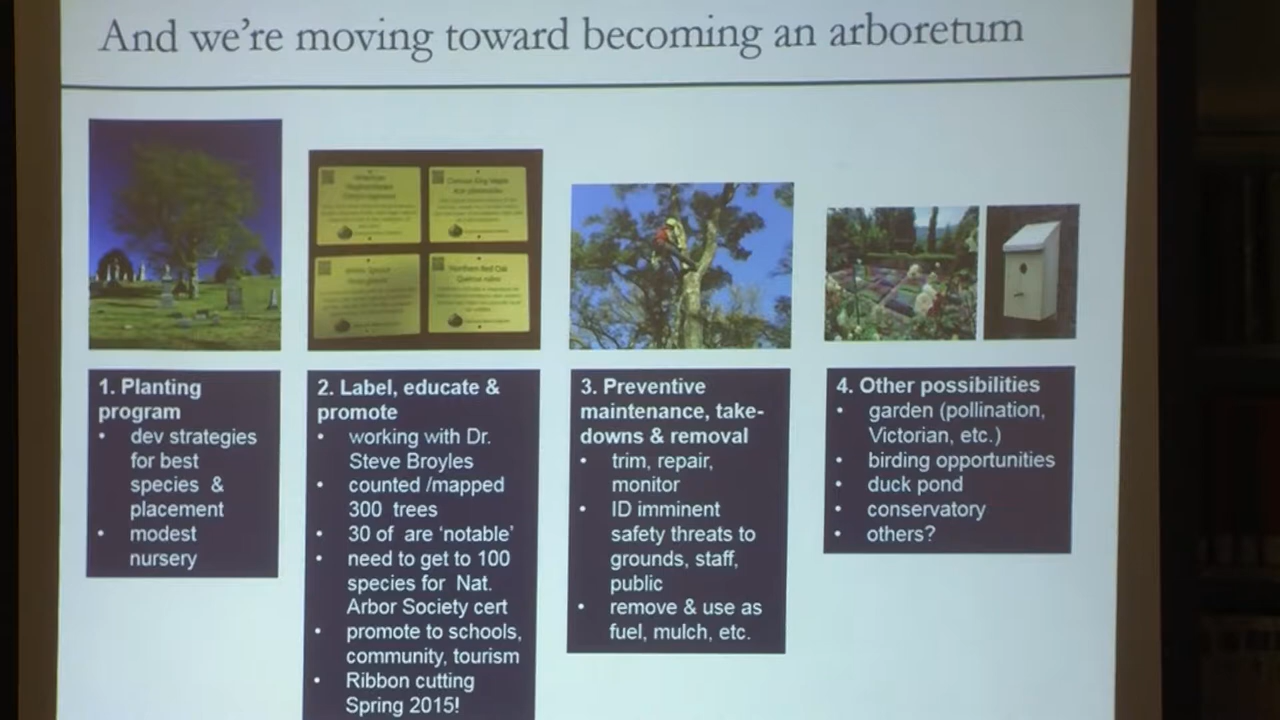 And we're moving toward becoming an arboretum
American
Northern Red Oak
Quercus rubra
1. Planting
program
• dev strategies
for best
species &
placement
• modest
nursery
2. Label, educate &
promote
• working with Dr.
Steve Broyles
• counted /mapped
300 trees
• 30 of are 'notable'
• need to get to 100
species for Nat.
Arbor Society cert
• promote to schools,
community, tourism
• Ribbon cutting
Spring 2015!
3. Preventive
maintenance, take-
downs & removal
• trim, repair,
monitor
• ID imminent
safety threats to
grounds, staff,
public
• remove & use as
fuel, mulch, etc.
4. Other possibilities
• garden (pollination,
Victorian, etc.)
• birding opportunities
• duck pond
• conservatory
• others?